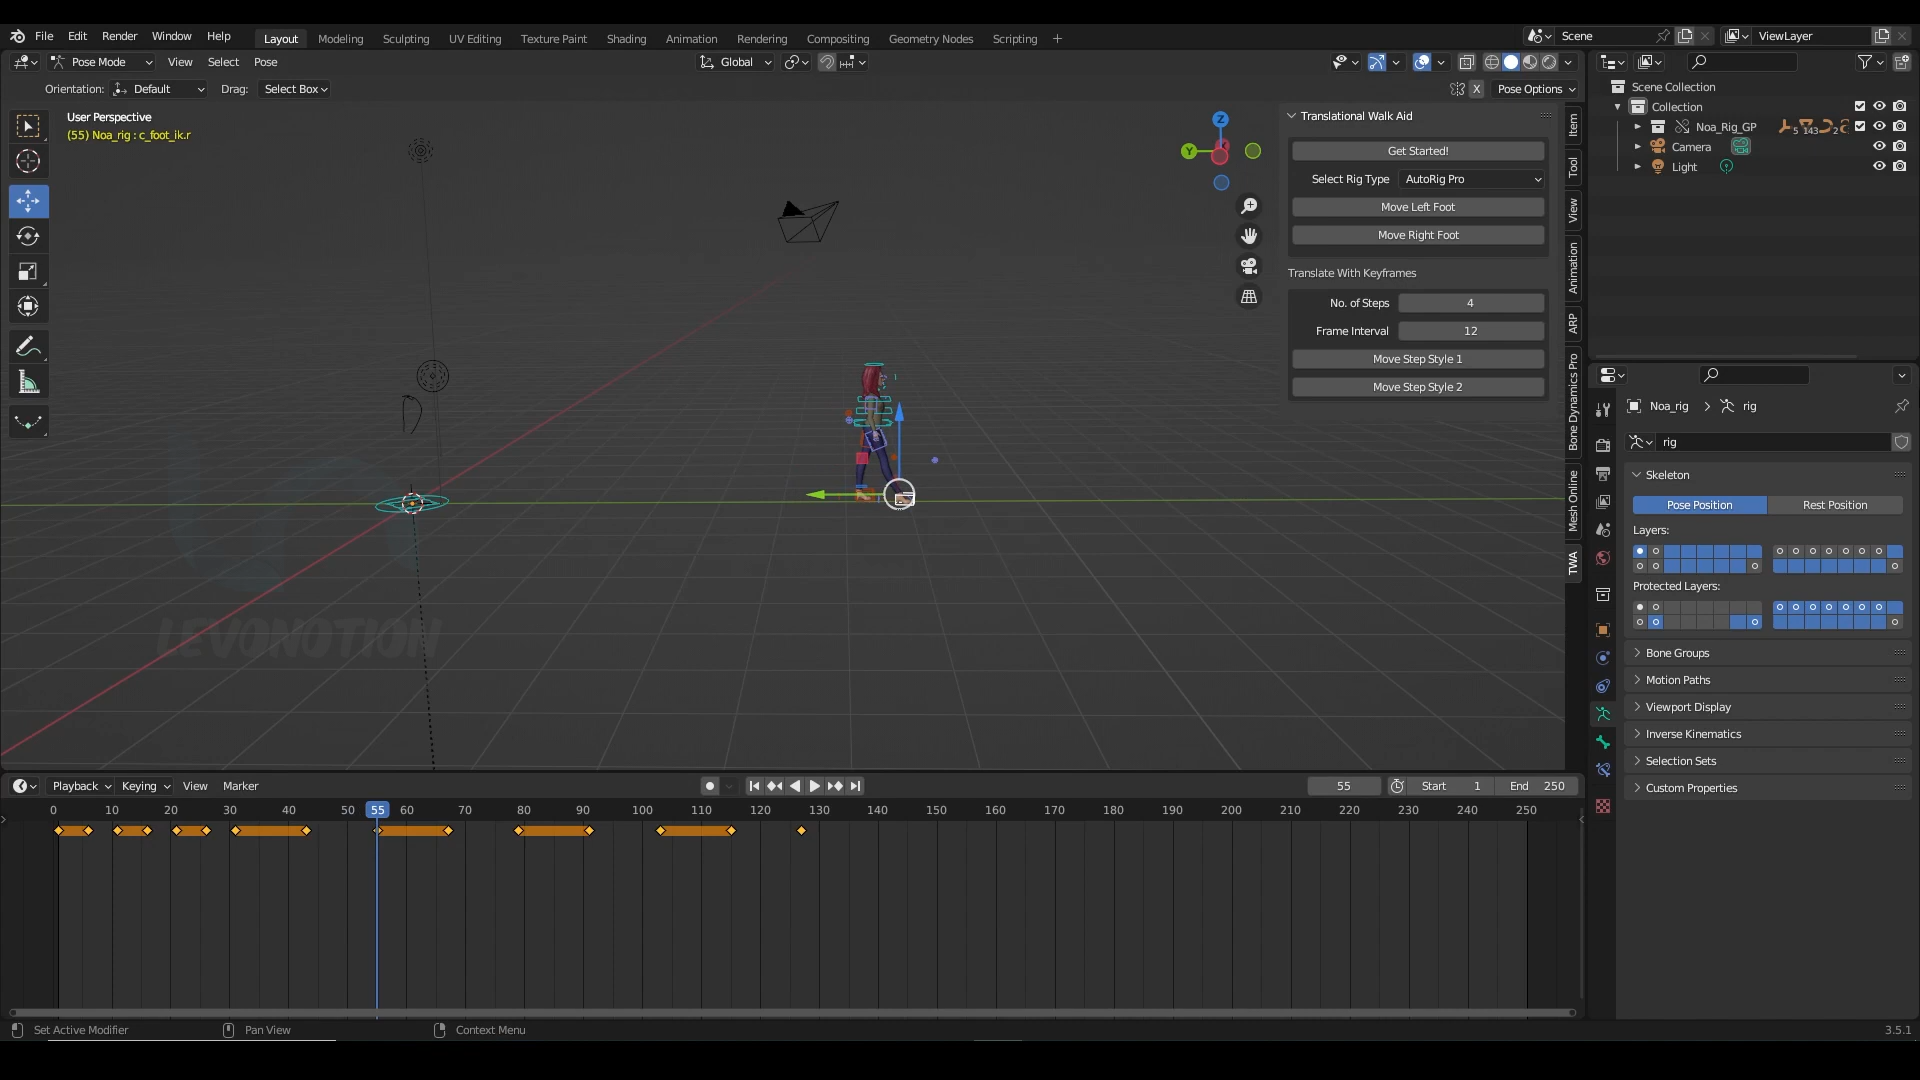 File Edit Render Window Help Layout Modeling Sculpting UV Editing Texture Paint Shading Animation Rendering Compositing Geometry Nodes Scripting + Scene ViewLayer
Pose Mode View Select Pose Global
Orientation: Default Drag: Select Box X Pose Options
User Perspective
(55) Noa_rig : c_foot_ik.r
Z
Y
Translational Walk Aid
Get Started!
Select Rig Type AutoRig Pro
Move Left Foot
Move Right Foot
Translate With Keyframes
No. of Steps 4
Frame Interval 12
Move Step Style 1
Move Step Style 2
Item
Tool
View
Animation
ARP
Bone Dynamics Pro
Mesh Online
TWA
Scene Collection
Collection
Noa_Rig_GP 5 143 2
Camera
Light
Noa_rig rig
rig
Skeleton
Pose Position Rest Position
Layers:
Protected Layers:
Bone Groups
Motion Paths
Viewport Display
Inverse Kinematics
Selection Sets
Custom Properties
LEVONOTION
Playback Keying View Marker 55 Start 1 End 250
0 10 20 30 40 50 55 60 70 80 90 100 110 120 130 140 150 160 170 180 190 200 210 220 230 240 250
Set Active Modifier Pan View Context Menu 3.5.1